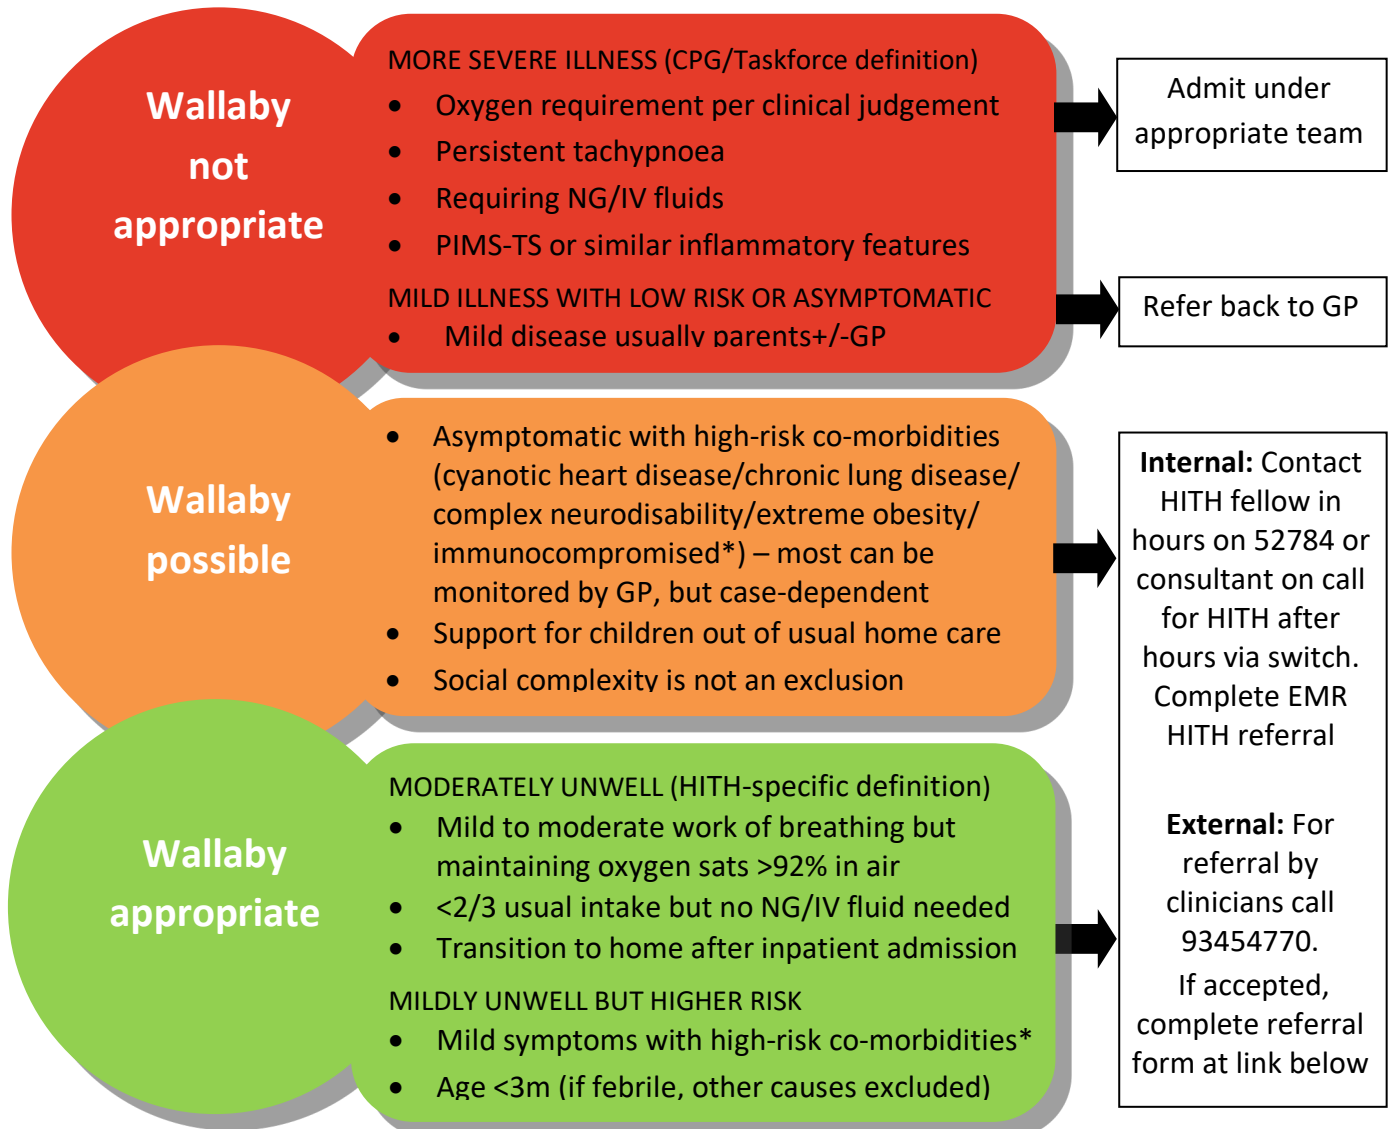 Wallaby
not
appropriate
MORE SEVERE ILLNESS (CPG/Taskforce definition)
• Oxygen requirement per clinical judgement
• Persistent tachypnoea
• Requiring NG/IV fluids
• PIMS-TS or similar inflammatory features
MILD ILLNESS WITH LOW RISK OR ASYMPTOMATIC
• Mild disease usually parents+/-GP
Admit under
appropriate team
Refer back to GP
Wallaby
possible
• Asymptomatic with high-risk co-morbidities
(cyanotic heart disease/chronic lung disease/
complex neurodisability/extreme obesity/
immunocompromised*) – most can be
monitored by GP, but case-dependent
• Support for children out of usual home care
• Social complexity is not an exclusion
Wallaby
appropriate
MODERATELY UNWELL (HITH-specific definition)
• Mild to moderate work of breathing but
maintaining oxygen sats >92% in air
• <2/3 usual intake but no NG/IV fluid needed
• Transition to home after inpatient admission
MILDLY UNWELL BUT HIGHER RISK
• Mild symptoms with high-risk co-morbidities*
• Age <3m (if febrile, other causes excluded)
Internal: Contact
HITH fellow in
hours on 52784 or
consultant on call
for HITH after
hours via switch.
Complete EMR
HITH referral
External: For
referral by
clinicians call
93454770.
If accepted,
complete referral
form at link below